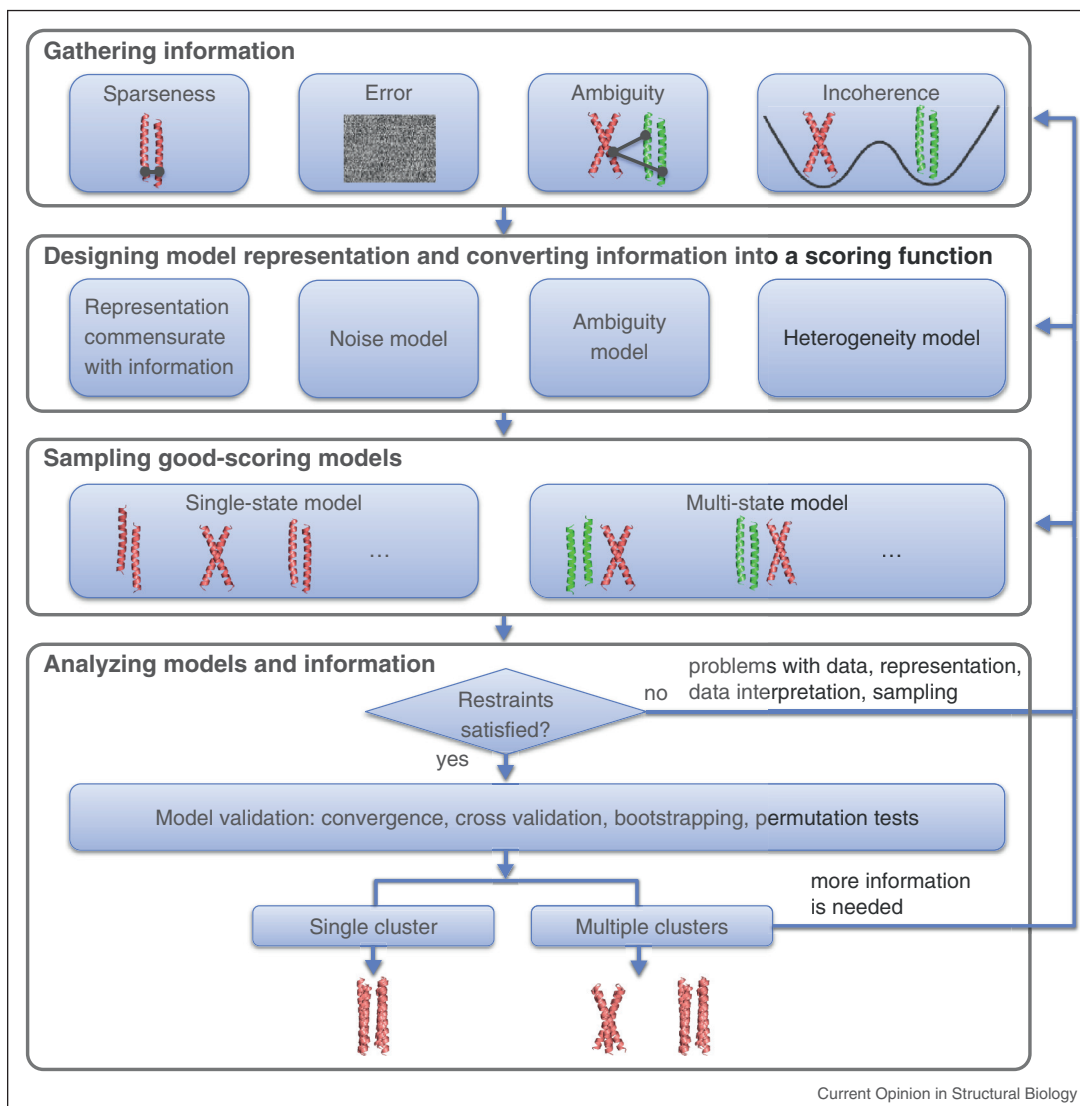 Gathering information
Sparseness
Error
Ambiguity
Incoherence
Designing model representation and converting information into a scoring function
Representation
commensurate
with information
Noise model
Ambiguity
model
Heterogeneity model
Sampling good-scoring models
Single-state model
...
Multi-state model
...
Analyzing models and information
Restraints
satisfied?
no
problems with data, representation,
data interpretation, sampling
yes
Model validation: convergence, cross validation, bootstrapping, permutation tests
more information
is needed
Single cluster
Multiple clusters
Current Opinion in Structural Biology